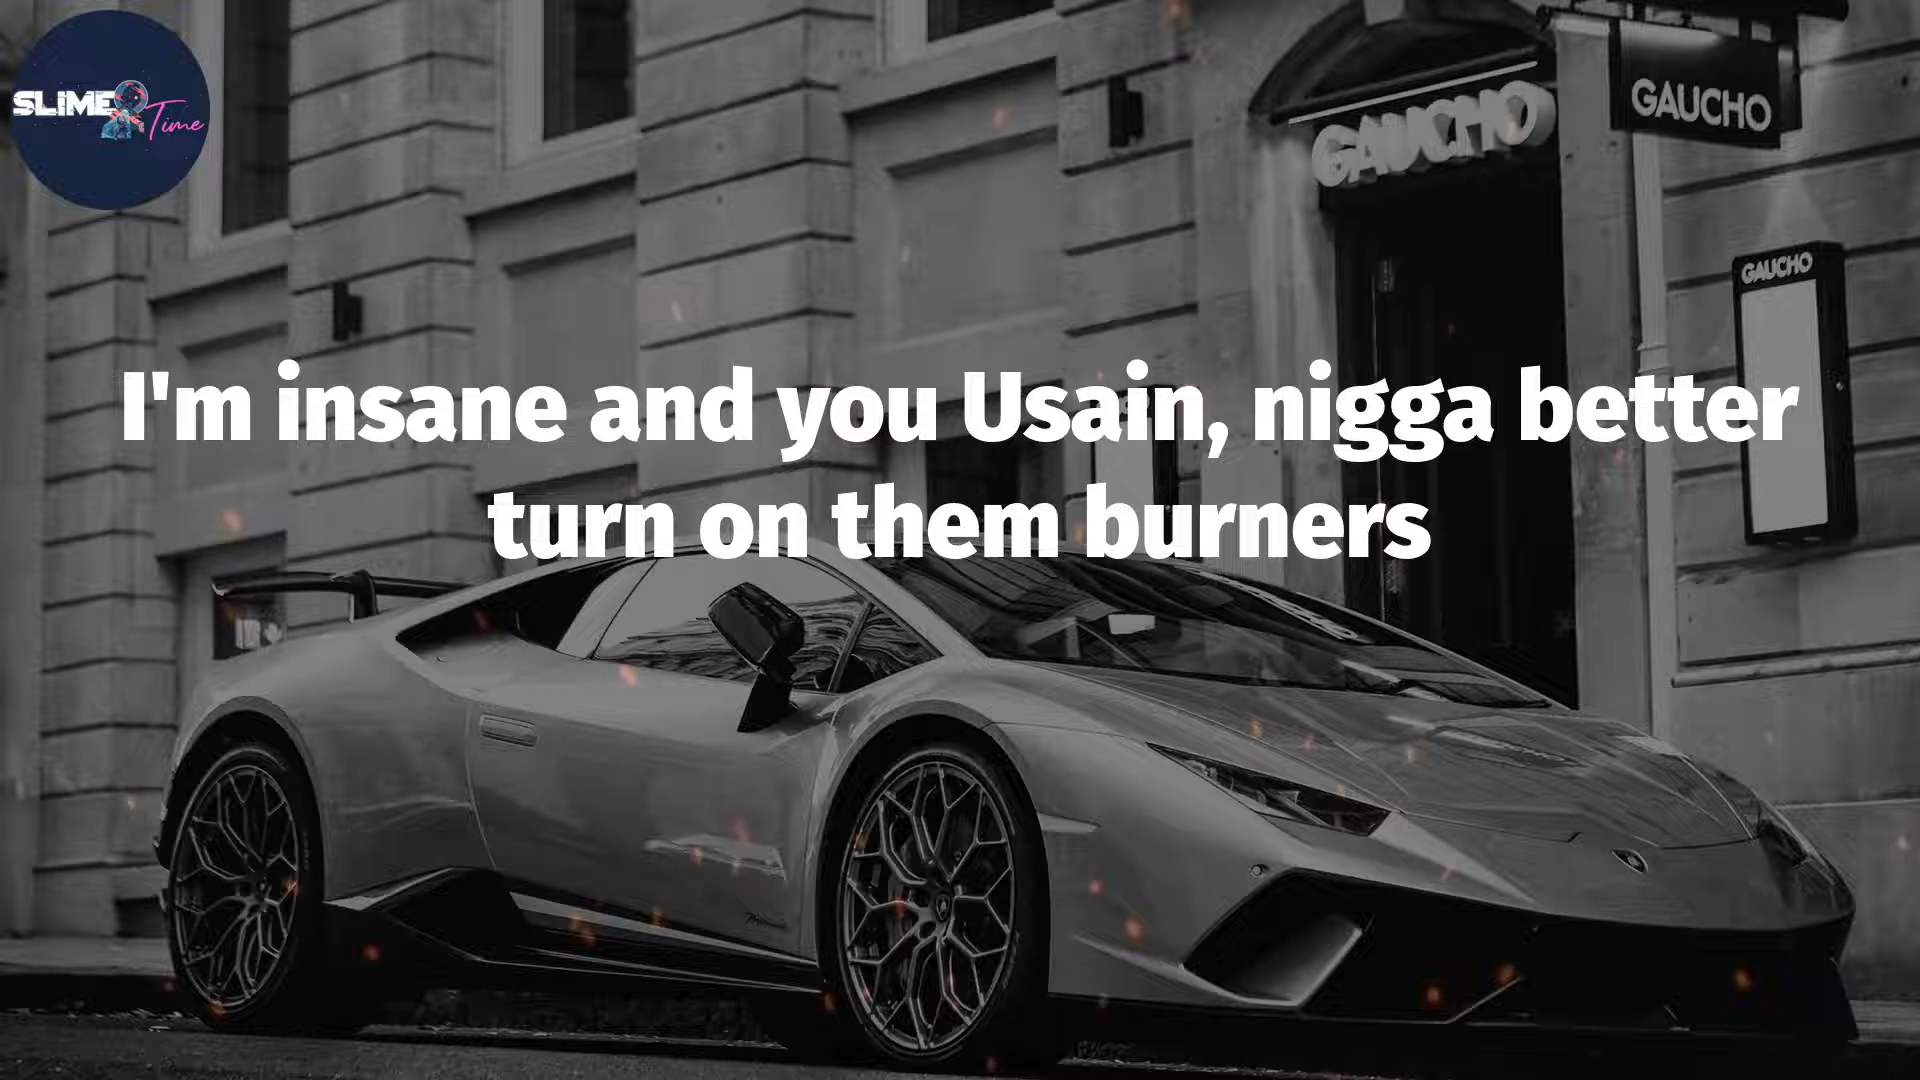 SLIME Time
GAUCHO
GAUCHO
GAUCHO
I'm insane and you Usain, nigga better
turn on them burners